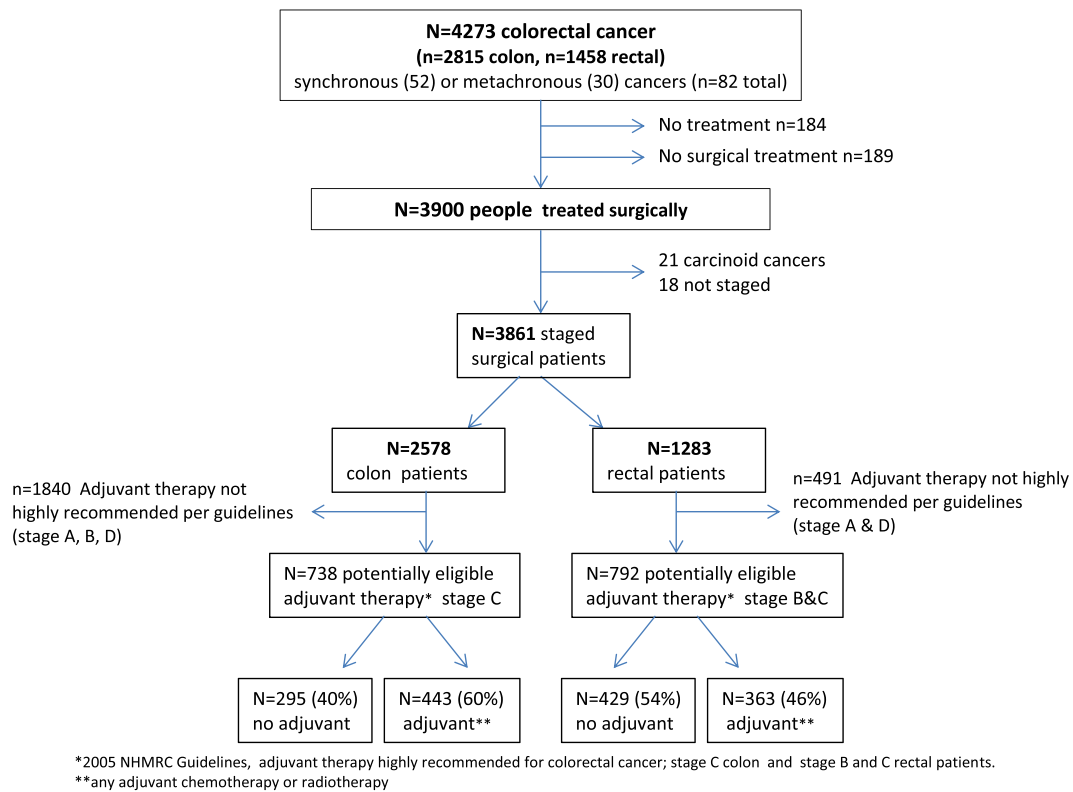 N=4273 colorectal cancer
(n=2815 colon, n=1458 rectal)
synchronous (52) or metachronous (30) cancers (n=82 total)
No treatment n=184
No surgical treatment n=189
N=3900 people treated surgically
21 carcinoid cancers
18 not staged
N=3861 staged
surgical patients
N=2578
colon patients
N=1283
rectal patients
n=1840 Adjuvant therapy not
highly recommended per guidelines
(stage A, B, D)
n=491 Adjuvant therapy not highly
recommended per guidelines
(stage A & D)
N=738 potentially eligible
adjuvant therapy* stage C
N=792 potentially eligible
adjuvant therapy* stage B&C
N=295 (40%)
no adjuvant
N=443 (60%)
adjuvant**
N=429 (54%)
no adjuvant
N=363 (46%)
adjuvant**
*2005 NHMRC Guidelines, adjuvant therapy highly recommended for colorectal cancer; stage C colon and stage B and C rectal patients.
**any adjuvant chemotherapy or radiotherapy